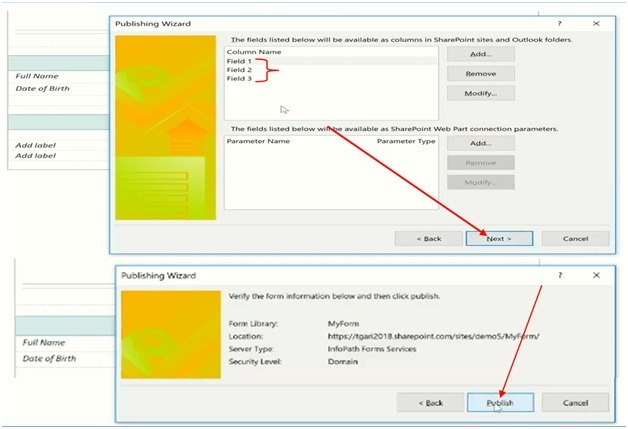 Publishing Wizard
? ×
The fields listed below will be available as columns in SharePoint sites and Outlook folders.
Column Name
Field 1
Field 2
Field 3
Add...
Remove
Modify...
The fields listed below will be available as SharePoint Web Part connection parameters.
Parameter Name Parameter Type
Add...
Remove
Modify...
< Back Next > Cancel
Full Name
Date of Birth
Add label
Add label
Publishing Wizard
? ×
Verify the form information below and then click publish.
Form Library: MyForm
Location: https://tgari2018.sharepoint.com/sites/demo5/MyForm/
Server Type: InfoPath Forms Services
Security Level: Domain
< Back Publish Cancel
Full Name
Date of Birth